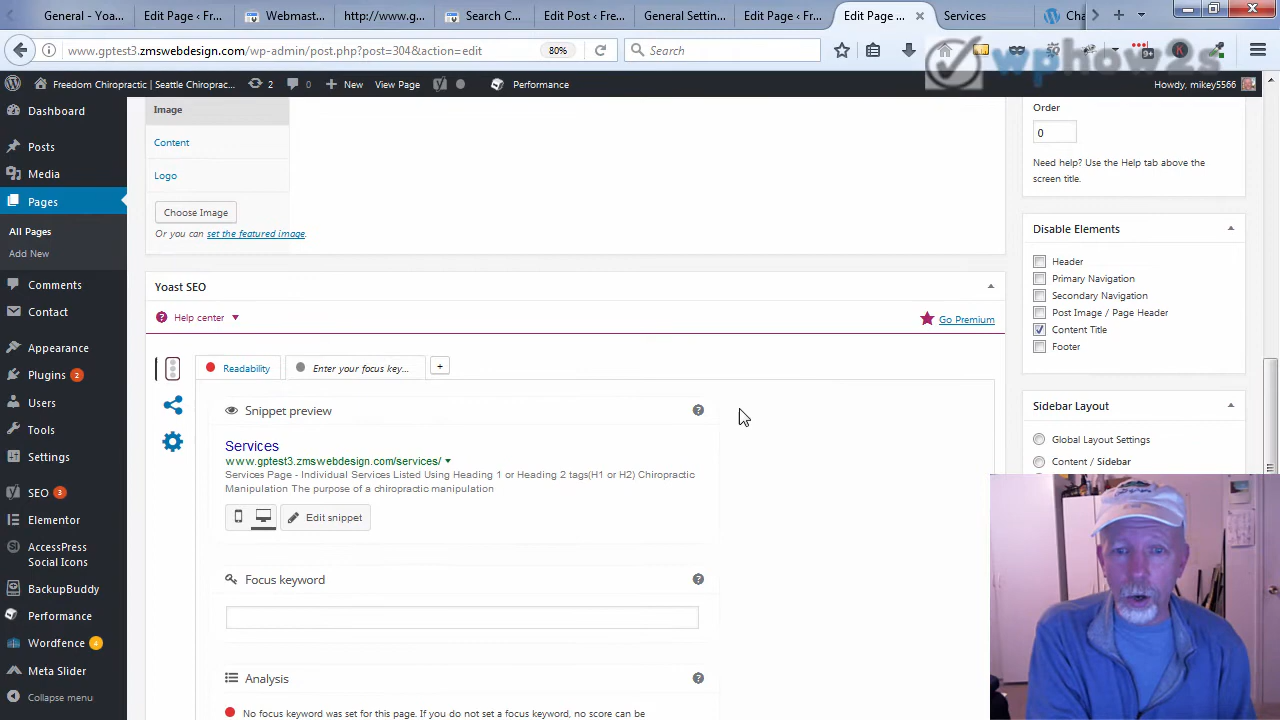 General - Yoa...
Edit Page - Fr...
Webmast...
http://www.g...
Search Co...
Edit Post ‹ Fre...
General Settin...
Edit Page ‹ Fr...
Edit Page ...
Services
Cha
www.gptest3.zmswebdesign.com/wp-admin/post.php?post=304&action=edit
80%
Search
9+
K
wphow2s
Freedom Chiropractic | Seattle Chiroprac...
New
View Page
Performance
Howdy, mikey5566
Dashboard
Posts
Media
Pages
All Pages
Add New
Comments
Contact
Appearance
Plugins 2
Users
Tools
Settings
SEO 3
Elementor
AccessPress
Social Icons
BackupBuddy
Performance
Wordfence 4
Meta Slider
Collapse menu
Image
Content
Logo
Choose Image
Or you can set the featured image.
Yoast SEO
Help center
Go Premium
Readability
Enter your focus key...
+
Snippet preview
Services
www.gptest3.zmswebdesign.com/services/
Services Page - Individual Services Listed Using Heading 1 or Heading 2 tags(H1 or H2) Chiropractic
Manipulation The purpose of a chiropractic manipulation
Edit snippet
Focus keyword
Analysis
No focus keyword was set for this page. If you do not set a focus keyword, no score can be
Order
0
Need help? Use the Help tab above the
screen title.
Disable Elements
Header
Primary Navigation
Secondary Navigation
Post Image / Page Header
Content Title
Footer
Sidebar Layout
Global Layout Settings
Content / Sidebar